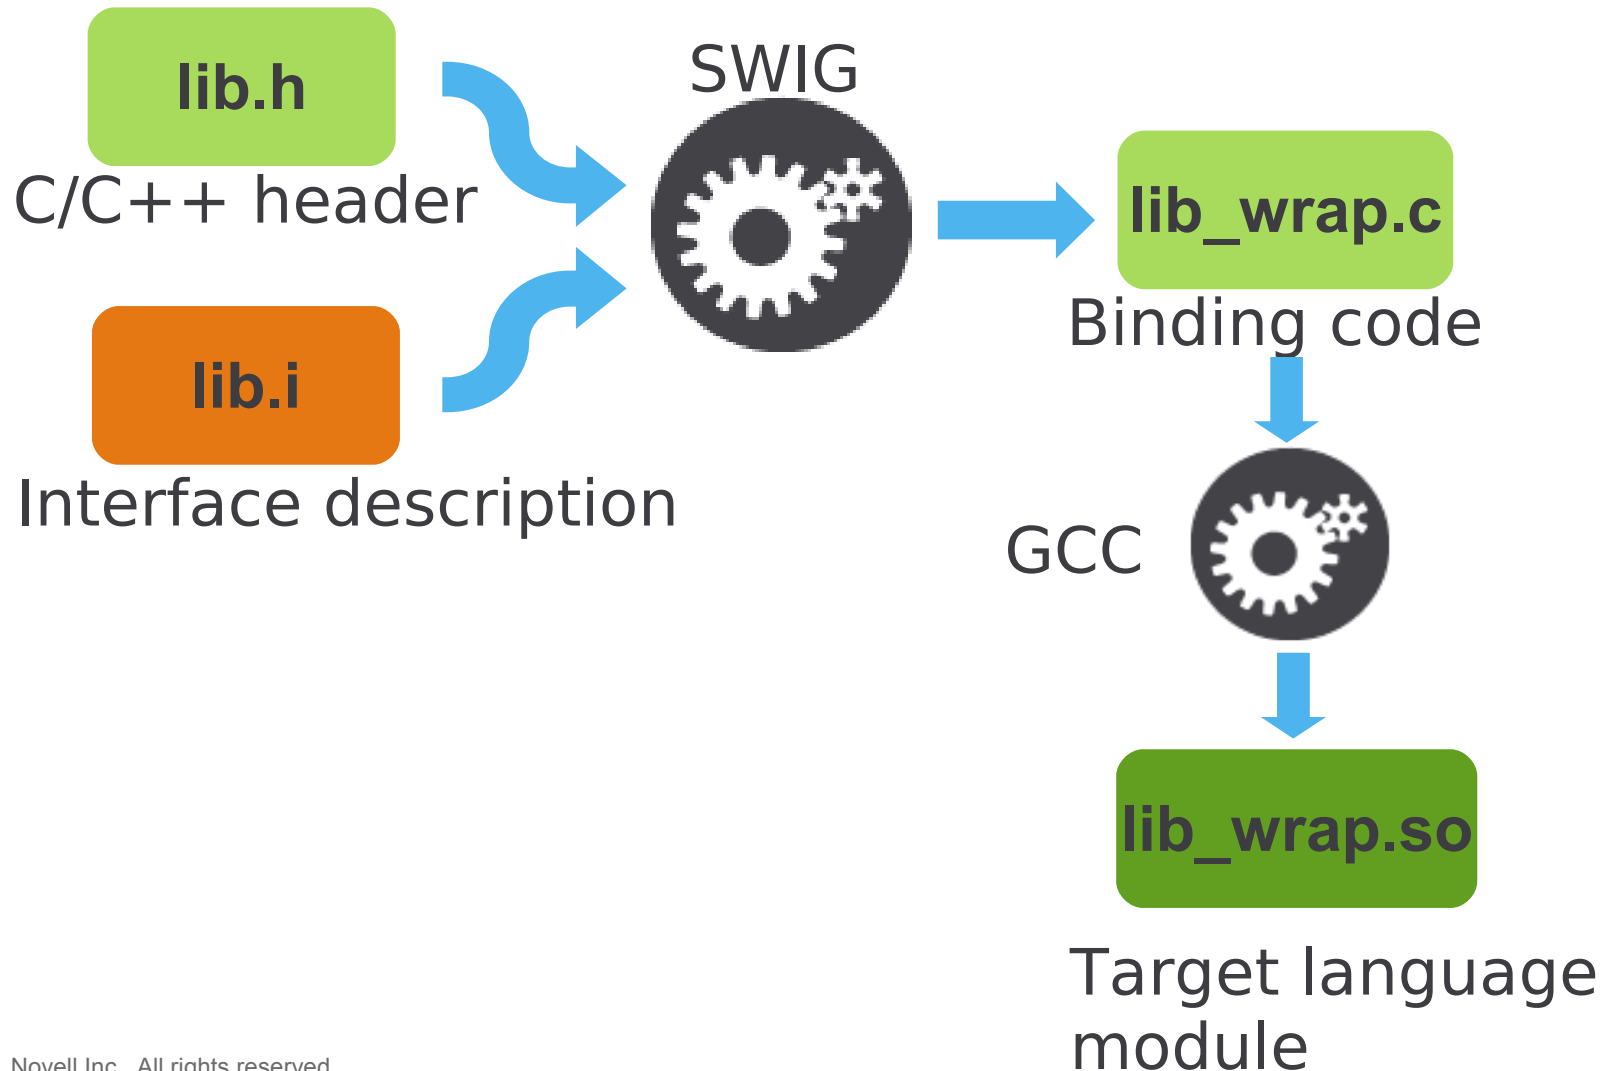 lib.h
C/C++ header
SWIG
lib_wrap.c
Binding code
lib.i
Interface description
GCC
lib_wrap.so
Target language
module
Novell Inc. All rights reserved